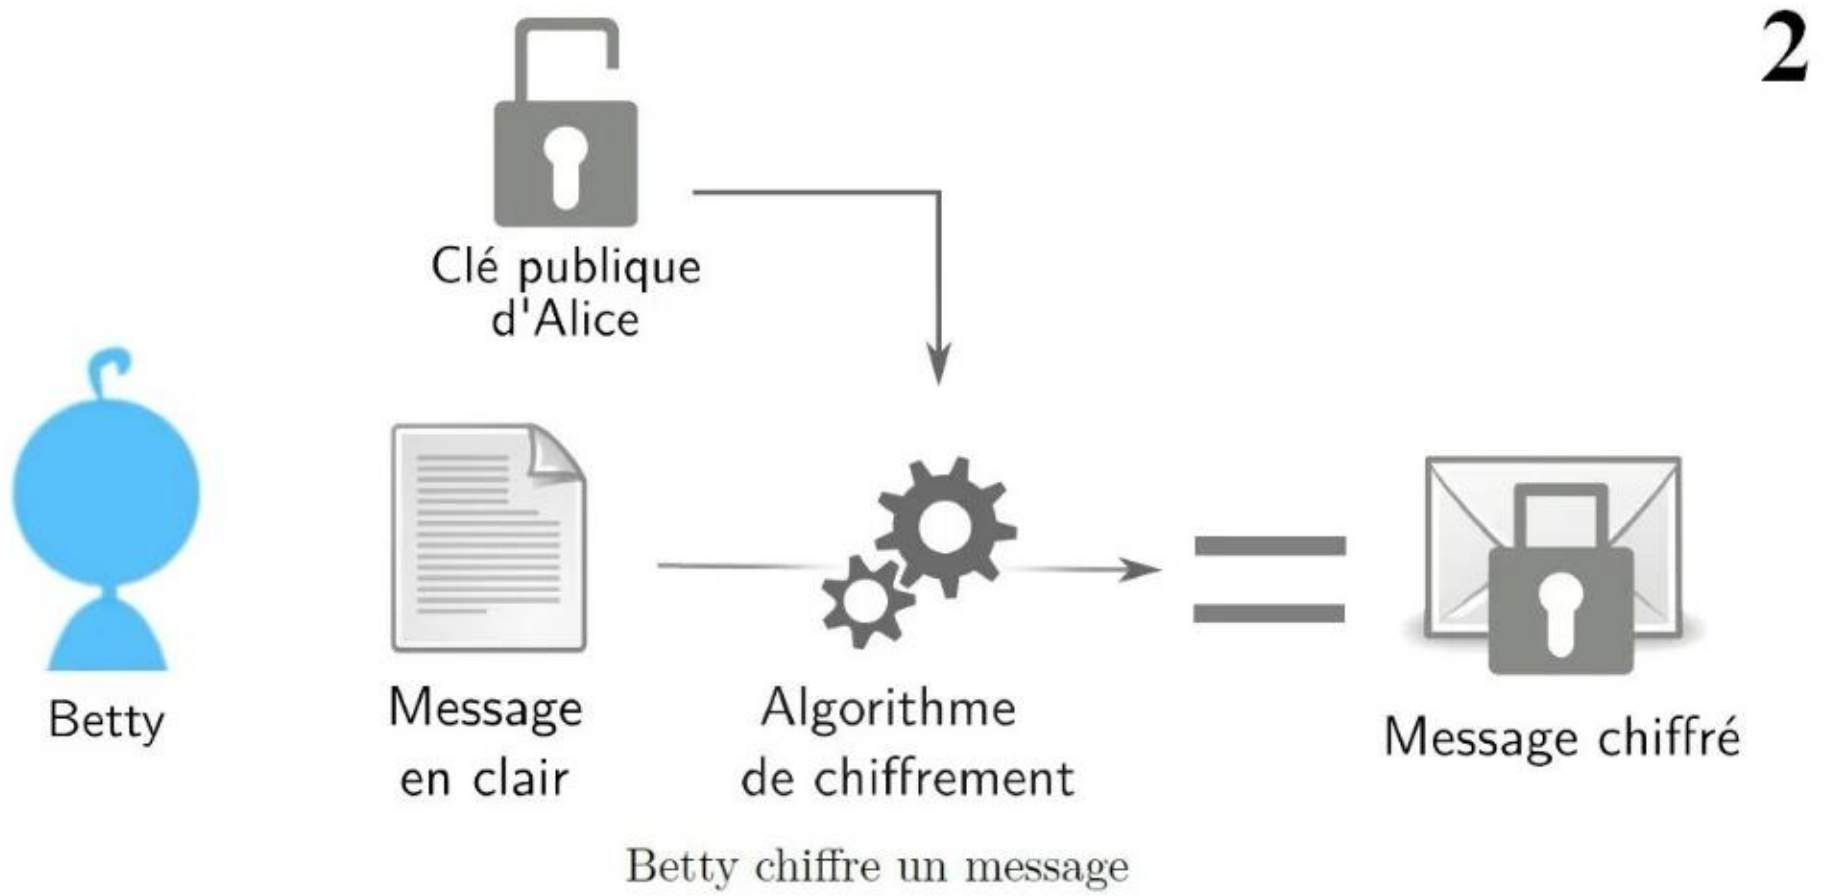 2
Clé publique
d'Alice
Betty
Message
en clair
Algorithme
de chiffrement
Message chiffré
Betty chiffre un message